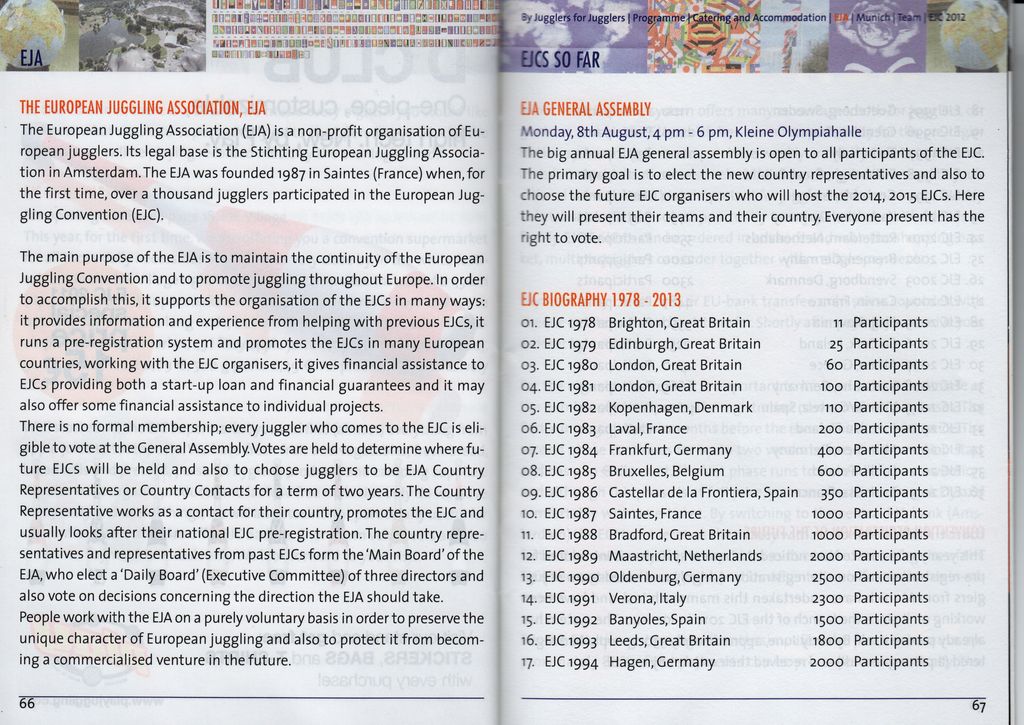 EJA
THE EUROPEAN JUGGLING ASSOCIATION, EJA
The European Juggling Association (EJA) is a non-profit organisation of Eu-
ropean jugglers. Its legal base is the Stichting European Juggling Associa-
tion in Amsterdam. The EJA was founded 1987 in Saintes (France) when, for
the first time, over a thousand jugglers participated in the European Jug-
gling Convention (EJC).
The main purpose of the EJA is to maintain the continuity of the European
Juggling Convention and to promote juggling throughout Europe. In order
to accomplish this, it supports the organisation of the EJCs in many ways:
it provides information and experience from helping with previous EJCs, it
runs a pre-registration system and promotes the EJCs in many European
countries, working with the EJC organisers, it gives financial assistance to
EJCs providing both a start-up loan and financial guarantees and it may
also offer some financial assistance to individual projects.
There is no formal membership; every juggler who comes to the EJC is eli-
gible to vote at the General Assembly. Votes are held to determine where fu-
ture EJCs will be held and also to choose jugglers to be EJA Country
Representatives or Country Contacts for a term of two years. The Country
Representative works as a contact for their country, promotes the EJC and
usually looks after their national EJC pre-registration. The country repre-
sentatives and representatives from past EJCs form the 'Main Board' of the
EJA, who elect a 'Daily Board' (Executive Committee) of three directors and
also vote on decisions concerning the direction the EJA should take.
People work with the EJA on a purely voluntary basis in order to preserve the
unique character of European juggling and also to protect it from becom-
ing a commercialised venture in the future.
66
By Jugglers for Jugglers | Programme | Catering and Accommodation | EJA | Munich | Team | EJC 2012
EJCS SO FAR
EJA GENERAL ASSEMBLY
Monday, 8th August, 4 pm - 6 pm, Kleine Olympiahalle
The big annual EJA general assembly is open to all participants of the EJC.
The primary goal is to elect the new country representatives and also to
choose the future EJC organisers who will host the 2014, 2015 EJCs. Here
they will present their teams and their country. Everyone present has the
right to vote.
EJC BIOGRAPHY 1978 - 2013
01. EJC 1978 Brighton, Great Britain 11 Participants
02. EJC 1979 Edinburgh, Great Britain 25 Participants
03. EJC 1980 London, Great Britain 60 Participants
04. EJC 1981 London, Great Britain 100 Participants
05. EJC 1982 Kopenhagen, Denmark 110 Participants
06. EJC 1983 Laval, France 200 Participants
07. EJC 1984 Frankfurt, Germany 400 Participants
08. EJC 1985 Bruxelles, Belgium 600 Participants
09. EJC 1986 Castellar de la Frontiera, Spain 350 Participants
10. EJC 1987 Saintes, France 1000 Participants
11. EJC 1988 Bradford, Great Britain 1000 Participants
12. EJC 1989 Maastricht, Netherlands 2000 Participants
13. EJC 1990 Oldenburg, Germany 2500 Participants
14. EJC 1991 Verona, Italy 2300 Participants
15. EJC 1992 Banyoles, Spain 1500 Participants
16. EJC 1993 Leeds, Great Britain 1800 Participants
17. EJC 1994 Hagen, Germany 2000 Participants
67